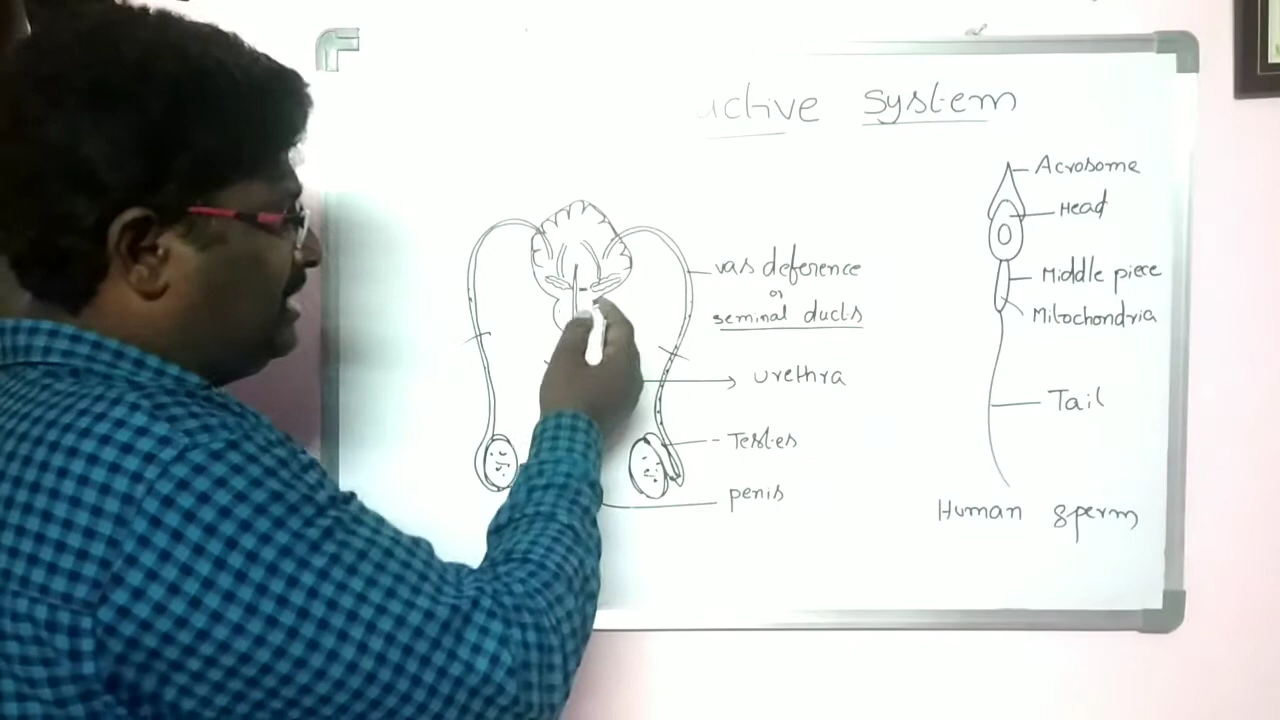 uctive system
Acrosome
Head
vas deference
or
seminal ducts
Middle piece
Mitochondria
urethra
Tail
Testes
penis
Human sperm